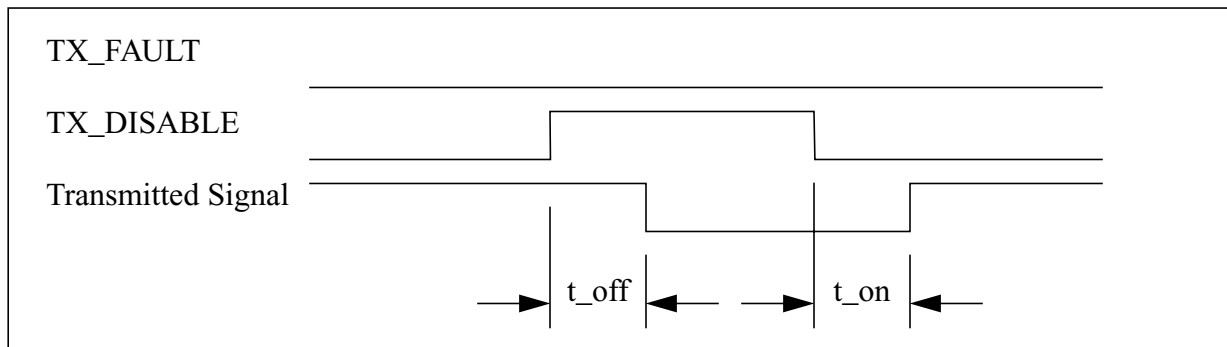 TX_FAULT
TX_DISABLE
Transmitted Signal
t_off
t_on